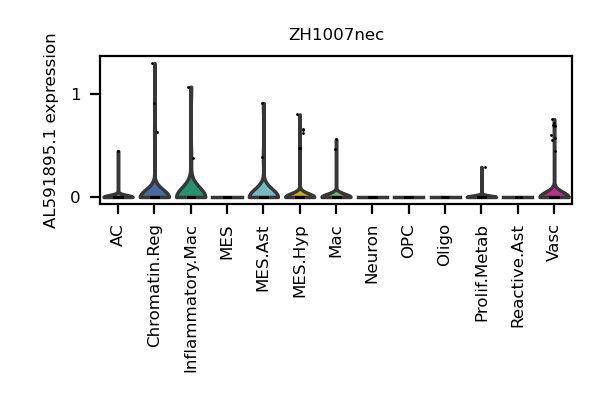 ZH1007nec
AL591895.1 expression
1
0
AC
Chromatin.Reg
Inflammatory.Mac
MES
MES.Ast
MES.Hyp
Mac
Neuron
OPC
Oligo
Prolif.Metab
Reactive.Ast
Vasc